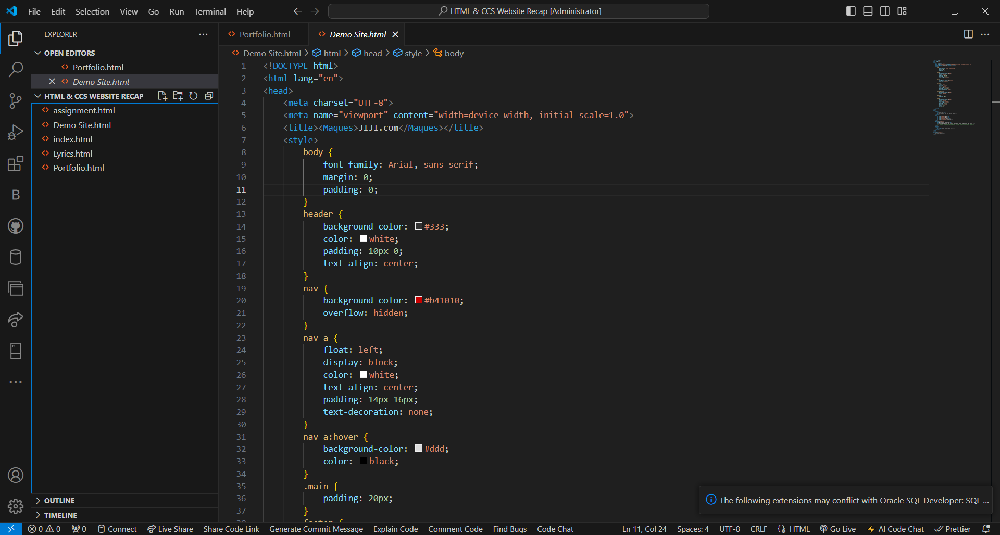 File Edit Selection View Go Run Terminal Help
HTML & CCS Website Recap [Administrator]
EXPLORER
OPEN EDITORS
Portfolio.html
Demo Site.html
HTML & CCS WEBSITE RECAP
assignment.html
Demo Site.html
index.html
Lyrics.html
Portfolio.html
B
OUTLINE
TIMELINE
Portfolio.html
Demo Site.html
Demo Site.html > html > head > style > body
1 <!DOCTYPE html>
2 <html lang="en">
3 <head>
4 <meta charset="UTF-8">
5 <meta name="viewport" content="width=device-width, initial-scale=1.0">
6 <title><Maques>JIJI.com</Maques></title>
7 <style>
8 body {
9 font-family: Arial, sans-serif;
10 margin: 0;
11 padding: 0;
12 }
13 header {
14 background-color: #333;
15 color: white;
16 padding: 10px 0;
17 text-align: center;
18 }
19 nav {
20 background-color: #b41010;
21 overflow: hidden;
22 }
23 nav a {
24 float: left;
25 display: block;
26 color: white;
27 text-align: center;
28 padding: 14px 16px;
29 text-decoration: none;
30 }
31 nav a:hover {
32 background-color: #ddd;
33 color: black;
34 }
35 .main {
36 padding: 20px;
37 }
38 footer {
The following extensions may conflict with Oracle SQL Developer: SQL ...
0 0 0 Connect Live Share Share Code Link Generate Commit Message Explain Code Comment Code Find Bugs Code Chat Ln 11, Col 24 Spaces: 4 UTF-8 CRLF HTML Go Live AI Code Chat Prettier